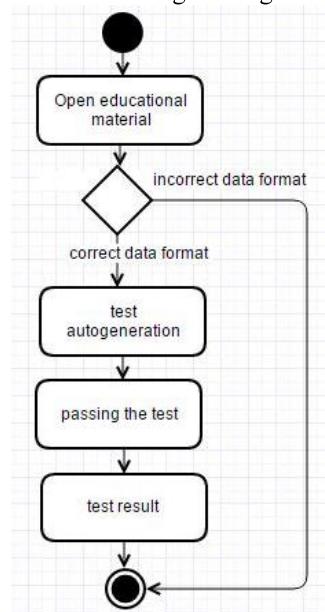 Open educational
material
incorrect data format
correct data format
test
autogeneration
passing the test
test result